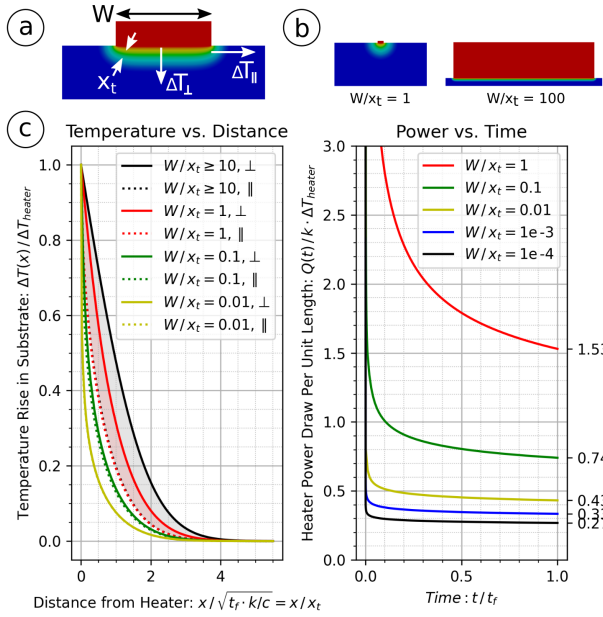 a
W
x_t
ΔT⊥
ΔT∥
b
W/x_t = 1
W/x_t = 100
c
Temperature vs. Distance
Temperature Rise in Substrate: ΔT(x)/ΔT_heater
1.0
0.8
0.6
0.4
0.2
0.0
W/x_t ≥ 10, ⊥
W/x_t ≥ 10, ∥
W/x_t = 1, ⊥
W/x_t = 1, ∥
W/x_t = 0.1, ⊥
W/x_t = 0.1, ∥
W/x_t = 0.01, ⊥
W/x_t = 0.01, ∥
0 2 4
Distance from Heater: x/√t_f · k/c = x/x_t
Power vs. Time
Heater Power Draw Per Unit Length: Q(t)/k · ΔT_heater
3.0
2.5
2.0
1.5
1.0
0.5
0.0
W/x_t = 1
W/x_t = 0.1
W/x_t = 0.01
W/x_t = 1e-3
W/x_t = 1e-4
0.0 0.5 1.0
Time: t/t_f